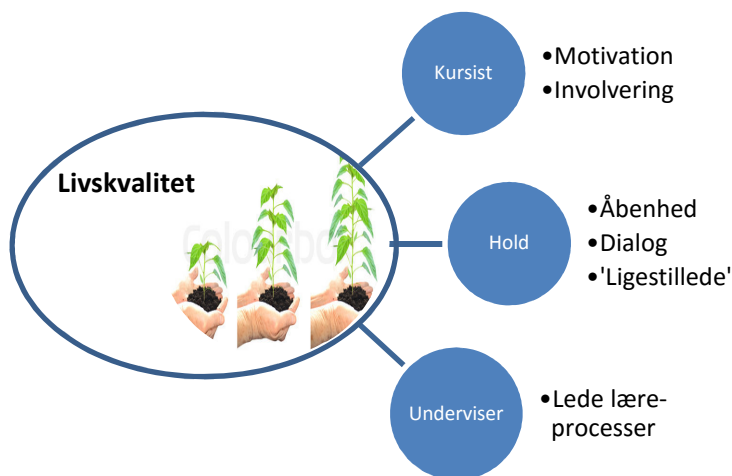 Kursist
•Motivation
•Involvering
Livskvalitet
Hold
•Åbenhed
•Dialog
•'Ligestillede'
Underviser
•Lede lære-
processer